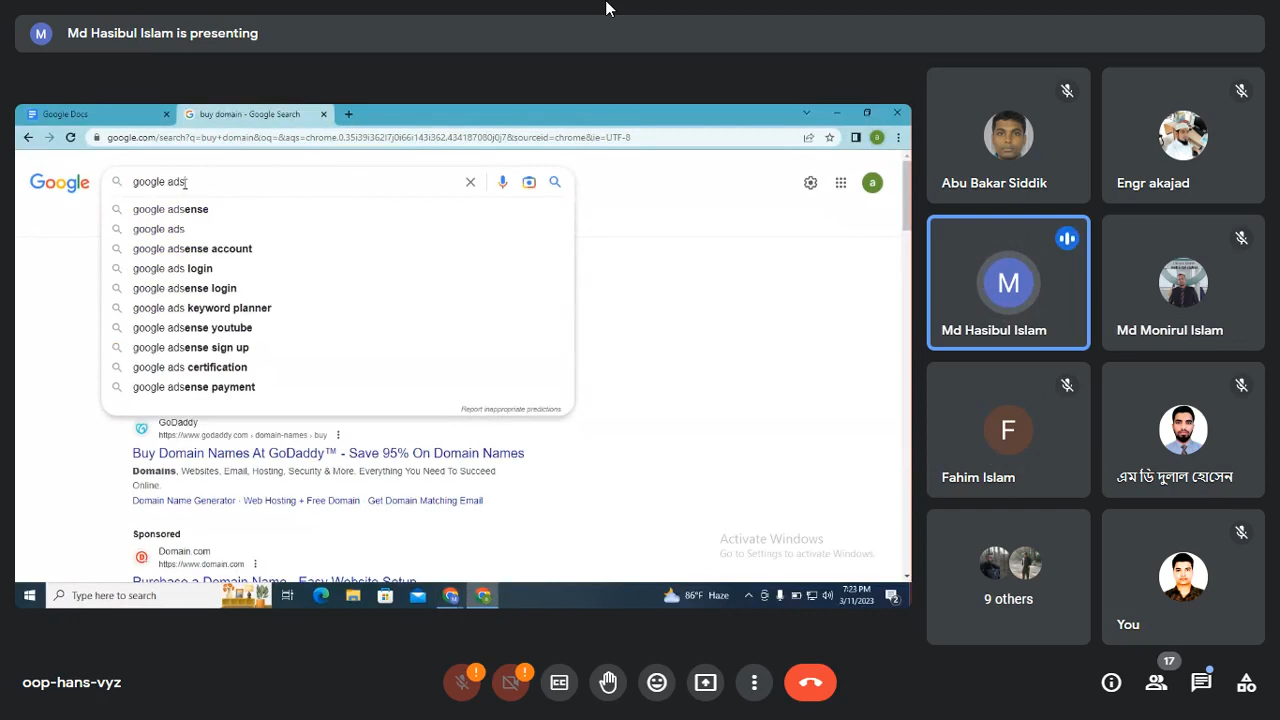 M
Md Hasibul Islam is presenting
Google Docs
buy domain - Google Search
google.com/search?q=buy+domain&oq=&aqs=chrome.0.35i39i362l7j0i66i143i362.434187080j0j7&sourceid=chrome&ie=UTF-8
a
Google
google ads
a
google adsense
google ads
google adsense account
google ads login
google adsense login
google ads keyword planner
google adsense youtube
google adsense sign up
google ads certification
google adsense payment
Report inappropriate predictions
GoDaddy
https://www.godaddy.com › domain-names › buy
Buy Domain Names At GoDaddy™ - Save 95% On Domain Names
Domains, Websites, Email, Hosting, Security & More. Everything You Need To Succeed
Online.
Domain Name Generator · Web Hosting + Free Domain · Get Domain Matching Email
Sponsored
Domain.com
https://www.domain.com
Purchase a Domain Name - Easy Website Setup
Activate Windows
Go to Settings to activate Windows.
Type here to search
86°F Haze
7:23 PM
3/11/2023
2
Abu Bakar Siddik
Engr akajad
M
Md Hasibul Islam
Md Monirul Islam
F
Fahim Islam
এম ডি দুলাল হোসেন
9 others
You
oop-hans-vyz
17